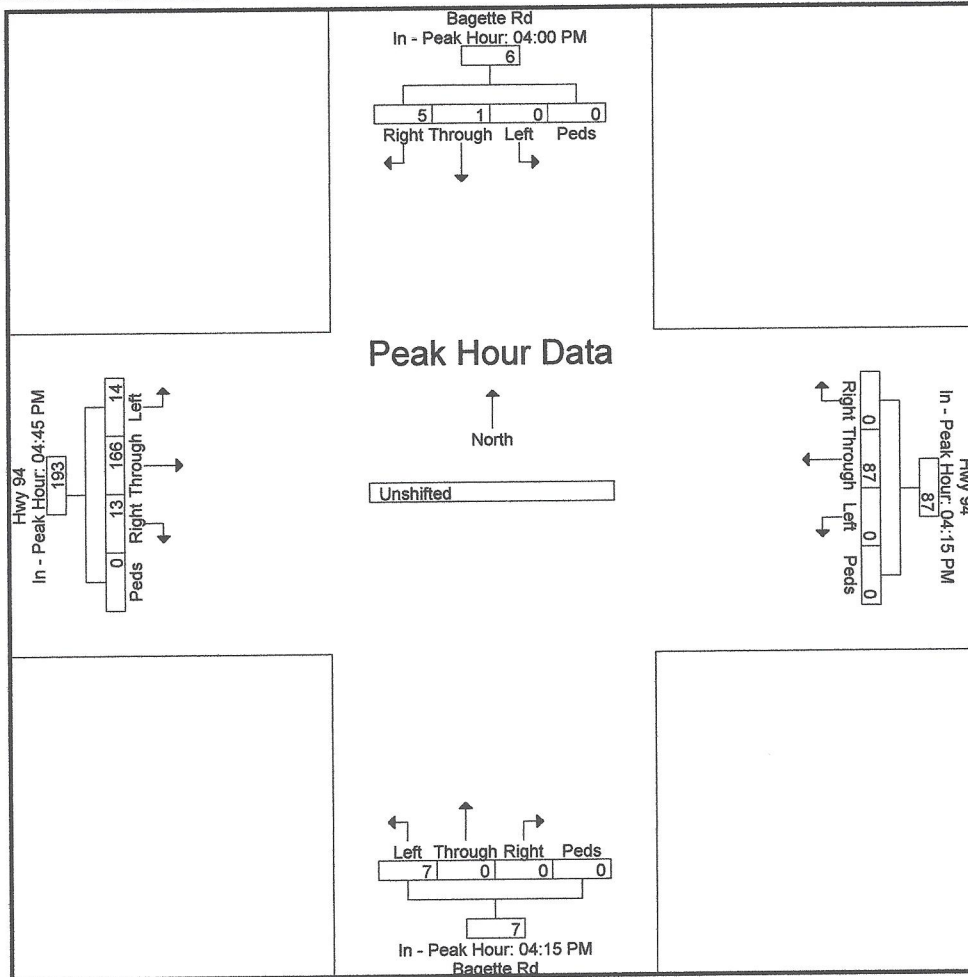 Bagette Rd
In - Peak Hour: 04:00 PM
6
5 1 0 0
Right Through Left Peds
Peak Hour Data
North
Unshifted
Hwy 94
In - Peak Hour: 04:45 PM
193
14 166 13 0
Left Through Right Peds
Hwy 94
In - Peak Hour: 04:15 PM
87
0 87 0 0
Right Through Left Peds
Left Through Right Peds
7 0 0 0
7
In - Peak Hour: 04:15 PM
Bagette Rd